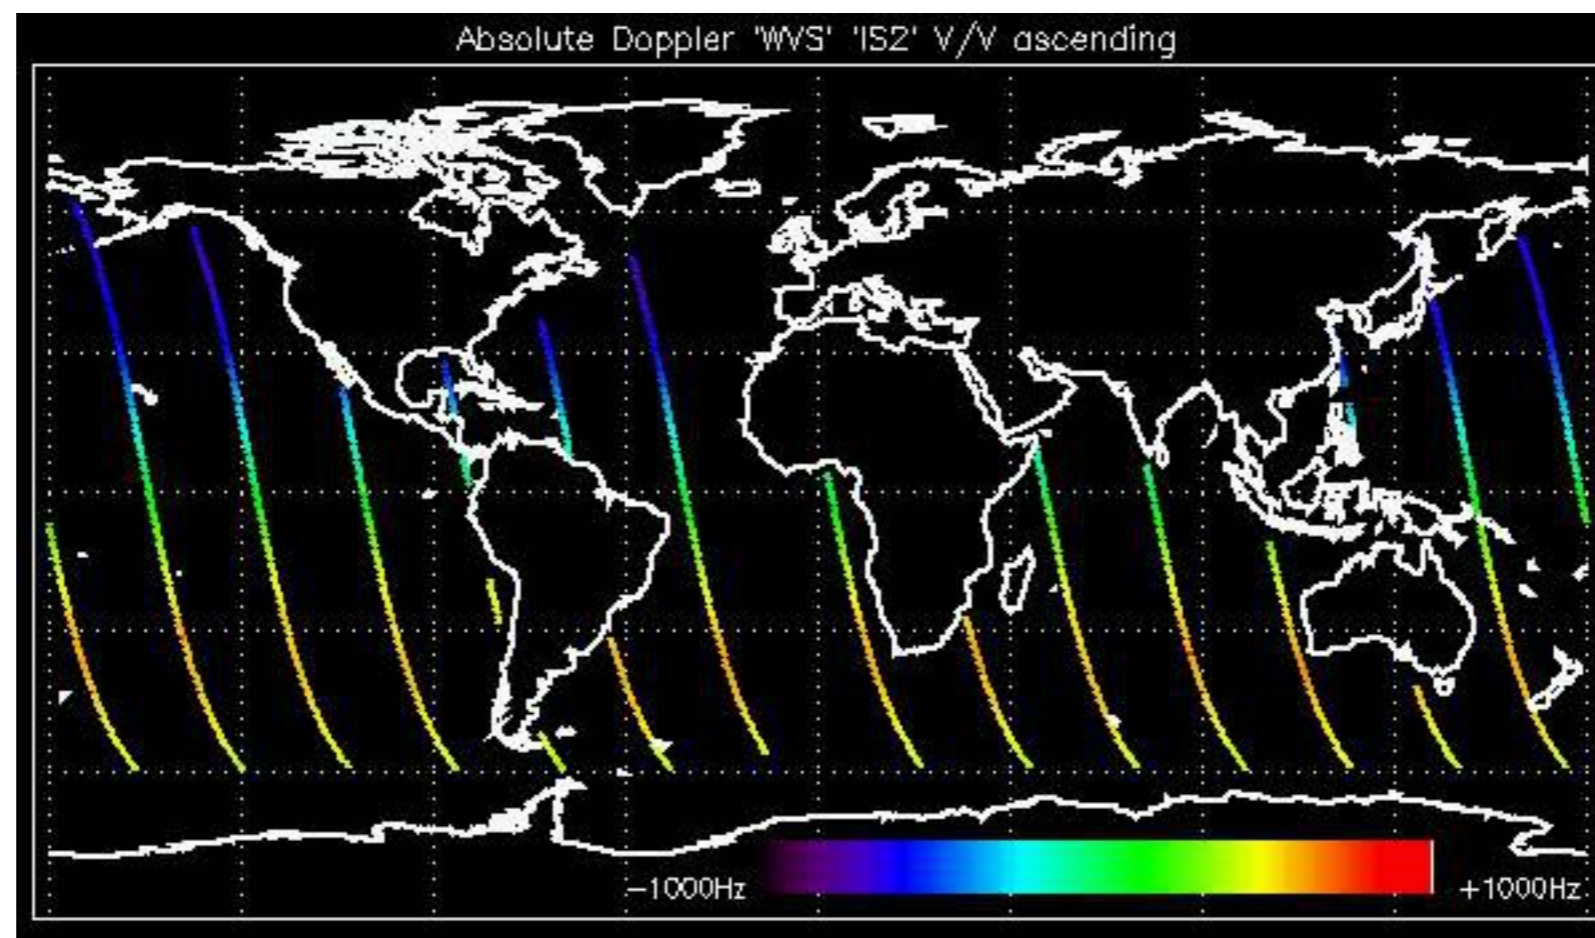 Absolute Doppler 'WVS' 'IS2' V/V ascending
−1000Hz +1000Hz